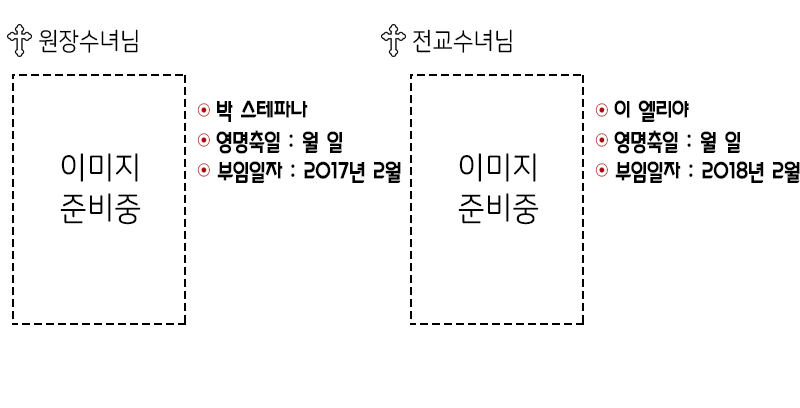 원장수녀님
이미지
준비중
박 스테파나
영명축일 : 월 일
부임일자 : 2017년 2월
전교수녀님
이미지
준비중
이 엘리야
영명축일 : 월 일
부임일자 : 2018년 2월